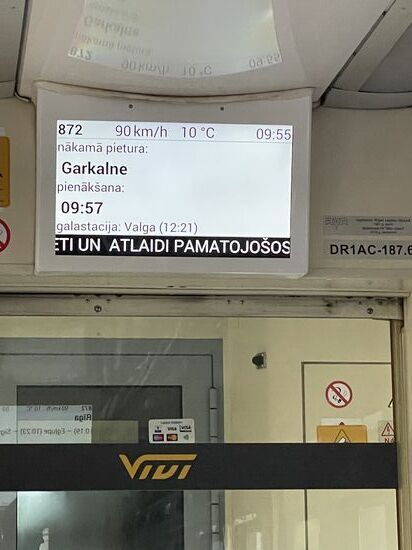 872 90 km/h 10 °C 09:55
nākamā pietura:
Garkalne
pienākšana:
09:57
galastacija: Valga (12:21)
ETI UN ATLAIDI PAMATOJOŠOS
DR1AC-187.6
VISA
VIVI